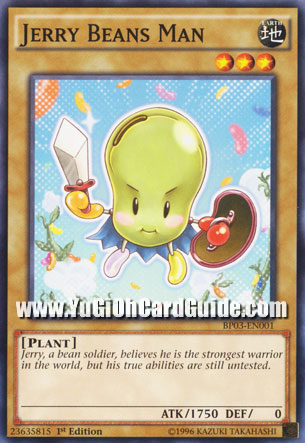 JERRY BEANS MAN
EARTH
地
www.YuGiOhCardGuide.com
BP03-EN001
[PLANT]
Jerry, a bean soldier, believes he is the strongest warrior
in the world, but his true abilities are still untested.
ATK/1750 DEF/ 0
23635815 1st Edition ©1996 KAZUKI TAKAHASHI